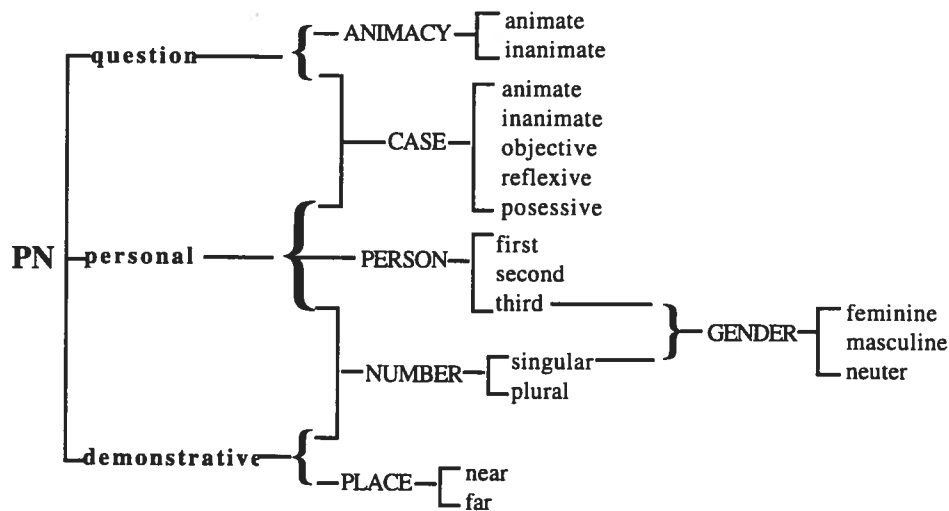 animate
question ANIMACY
inanimate
animate
inanimate
CASE
objective
reflexive
posessive
first
PN personal PERSON
second
third
feminine
GENDER
masculine
singular
neuter
NUMBER
plural
demonstrative
near
PLACE
far